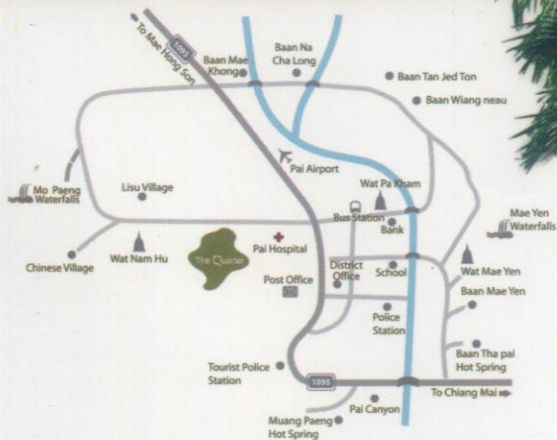 To Mae Hong Son
1095
Baan Mae
Khong
Baan Na
Cha Long
Baan Tan Jed Ton
Baan Wiang neau
Pai Airport
Mo Paeng
Waterfalls
Lisu Village
Wat Pa Kham
Bus Station
Bank
Mae Yen
Waterfalls
Chinese Village
Wat Nam Hu
The Quarter
Pai Hospital
Post Office
District
Office
School
Wat Mae Yen
Baan Mae Yen
Police
Station
Baan Tha pai
Hot Spring
Tourist Police
Station
1095
To Chiang Mai
Pai Canyon
Muang Paeng
Hot Spring